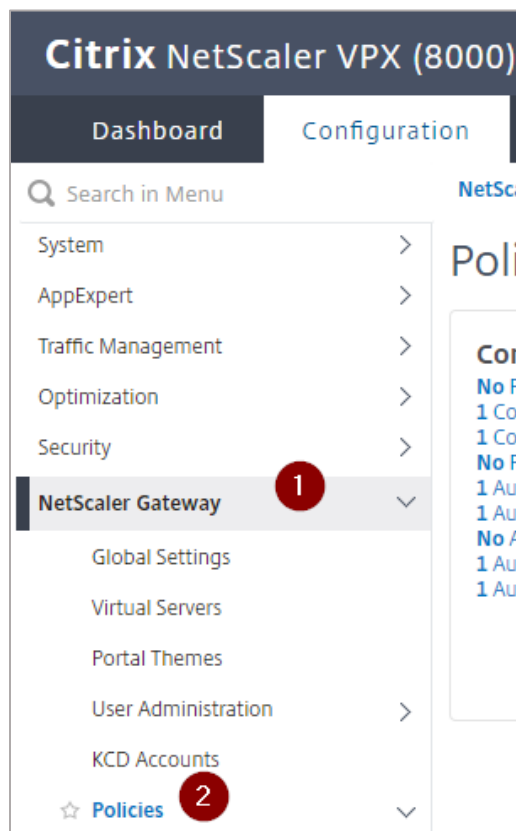 Citrix NetScaler VPX (8000)
Dashboard
Configuration
Search in Menu
System
AppExpert
Traffic Management
Optimization
Security
NetScaler Gateway
1
Global Settings
Virtual Servers
Portal Themes
User Administration
KCD Accounts
Policies
2
NetSc
Poli
Co
No
1 Co
1 Co
No
1 Au
1 Au
No
1 Au
1 Au